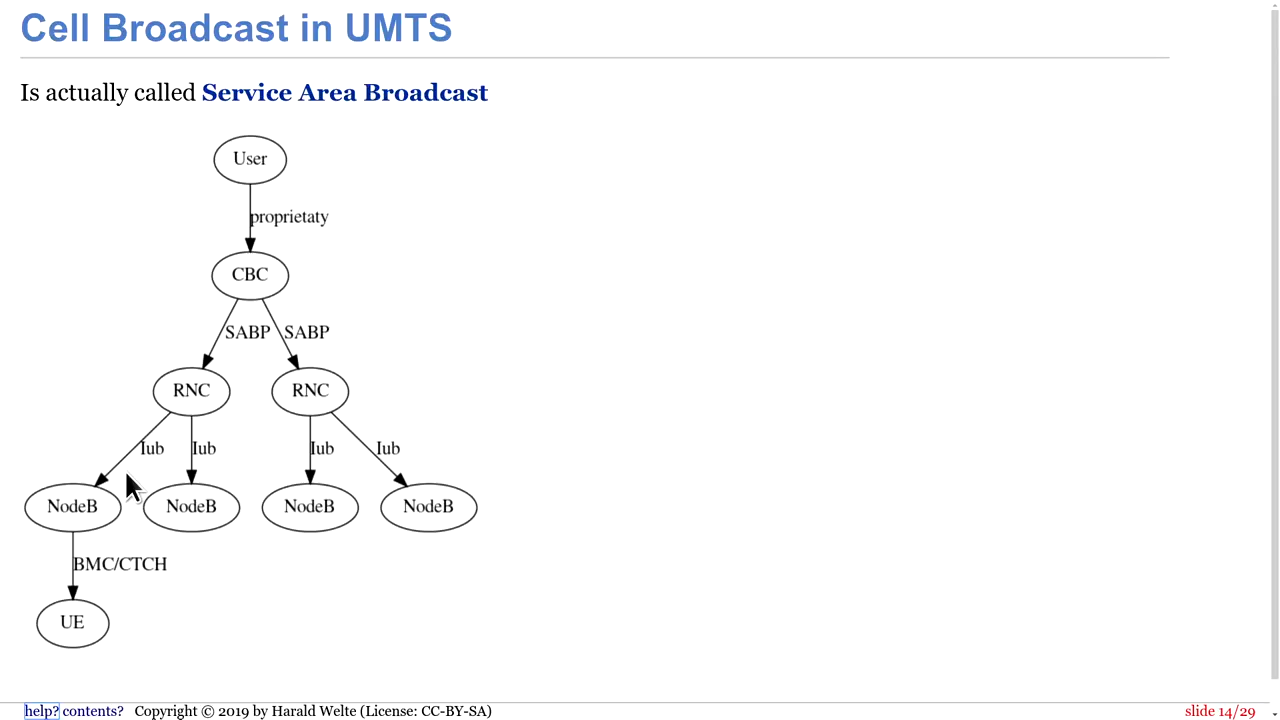 Cell Broadcast in UMTS
Is actually called Service Area Broadcast
User
proprietaty
CBC
SABP SABP
RNC RNC
Iub Iub Iub Iub
NodeB NodeB NodeB NodeB
BMC/CTCH
UE
help? contents? Copyright © 2019 by Harald Welte (License: CC-BY-SA) slide 14/29